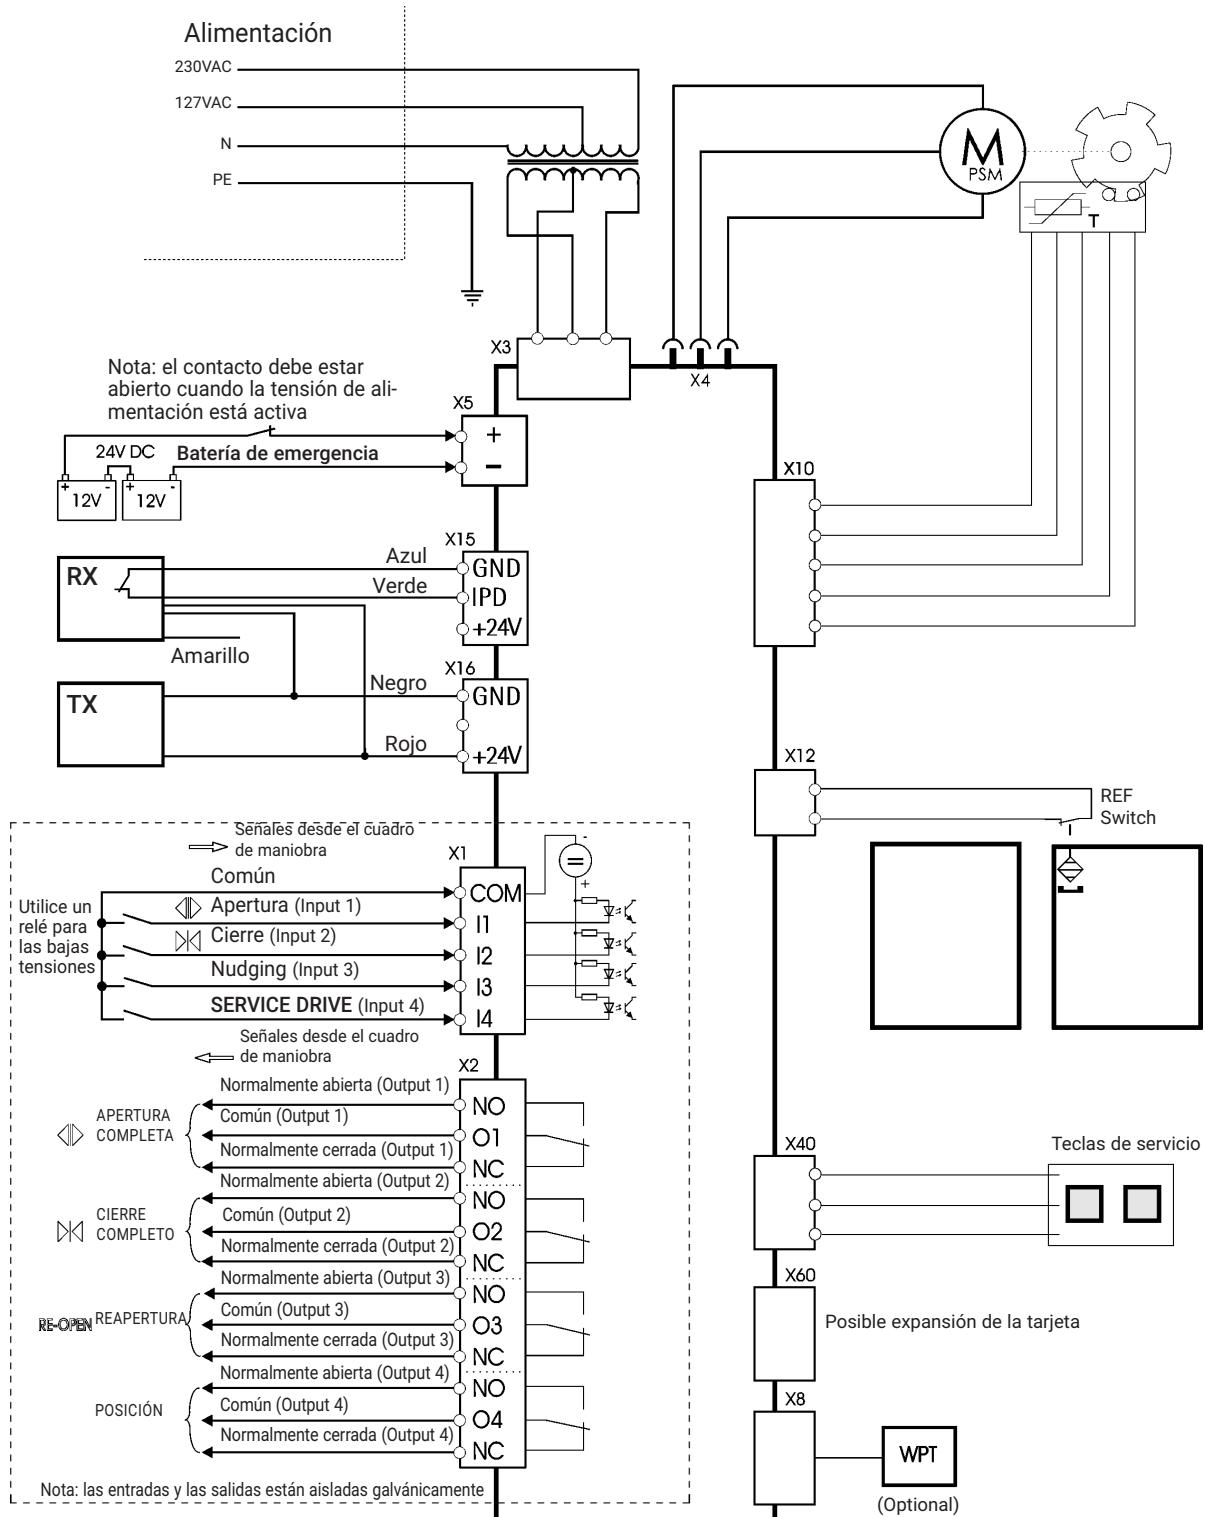 Alimentación
230VAC
127VAC
N
PE
M
PSM
T
X3
X4
Nota: el contacto debe estar
abierto cuando la tensión de ali-
mentación está activa
X5
+
−
24V DC
Batería de emergencia
+ -
12V
+ -
12V
X10
X15
RX
Azul
GND
Verde
IPD
+24V
Amarillo
X16
TX
Negro
GND
Rojo
+24V
X12
REF
Switch
Señales desde el cuadro
de maniobra
X1
-
=
+
Utilice un
relé para
las bajas
tensiones
Común
COM
Apertura (Input 1)
I1
Cierre (Input 2)
I2
Nudging (Input 3)
I3
SERVICE DRIVE (Input 4)
I4
Señales desde el cuadro
de maniobra
X2
APERTURA
COMPLETA
Normalmente abierta (Output 1)
NO
Común (Output 1)
O1
Normalmente cerrada (Output 1)
NC
CIERRE
COMPLETO
Normalmente abierta (Output 2)
NO
Común (Output 2)
O2
Normalmente cerrada (Output 2)
NC
RE-OPEN
REAPERTURA
Normalmente abierta (Output 3)
NO
Común (Output 3)
O3
Normalmente cerrada (Output 3)
NC
POSICIÓN
Normalmente abierta (Output 4)
NO
Común (Output 4)
O4
Normalmente cerrada (Output 4)
NC
Nota: las entradas y las salidas están aisladas galvánicamente
X40
Teclas de servicio
X60
Posible expansión de la tarjeta
X8
WPT
(Optional)